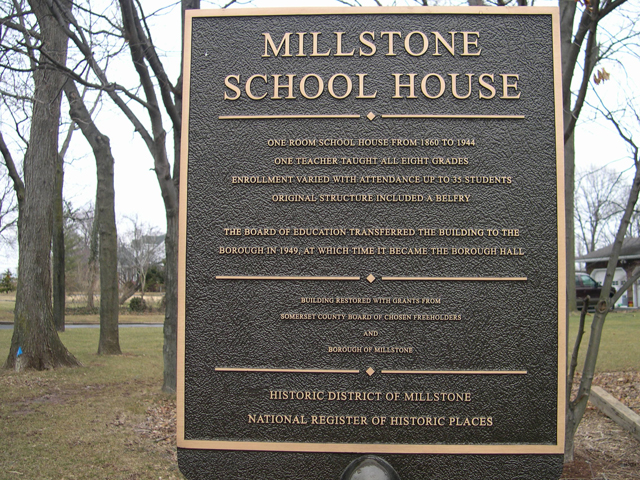 MILLSTONE
SCHOOL HOUSE
ONE ROOM SCHOOL HOUSE FROM 1860 TO 1944
ONE TEACHER TAUGHT ALL EIGHT GRADES
ENROLLMENT VARIED WITH ATTENDANCE UP TO 35 STUDENTS
ORIGINAL STRUCTURE INCLUDED A BELFRY
THE BOARD OF EDUCATION TRANSFERRED THE BUILDING TO THE
BOROUGH IN 1949, AT WHICH TIME IT BECAME THE BOROUGH HALL
BUILDING RESTORED WITH GRANTS FROM
SOMERSET COUNTY BOARD OF CHOSEN FREEHOLDERS
AND
BOROUGH OF MILLSTONE
HISTORIC DISTRICT OF MILLSTONE
NATIONAL REGISTER OF HISTORIC PLACES